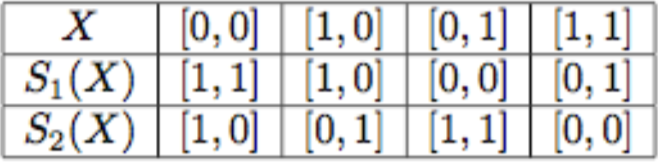 X [0, 0] [1, 0] [0, 1] [1, 1]
S₁(X) [1, 1] [1, 0] [0, 0] [0, 1]
S₂(X) [1, 0] [0, 1] [1, 1] [0, 0]